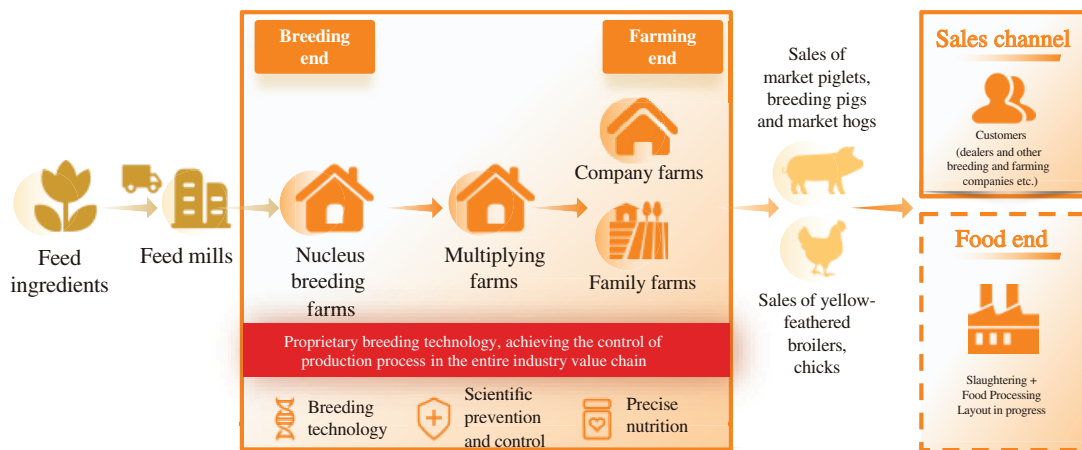 Feed
ingredients
Feed mills
Breeding
end
Farming
end
Nucleus
breeding
farms
Multiplying
farms
Company farms
Family farms
Proprietary breeding technology, achieving the control of
production process in the entire industry value chain
Breeding
technology
Scientific
prevention
and control
Precise
nutrition
Sales of
market piglets,
breeding pigs
and market hogs
Sales of yellow-
feathered
broilers,
chicks
Sales channel
Customers
(dealers and other
breeding and farming
companies etc.)
Food end
Slaughtering +
Food Processing
Layout in progress